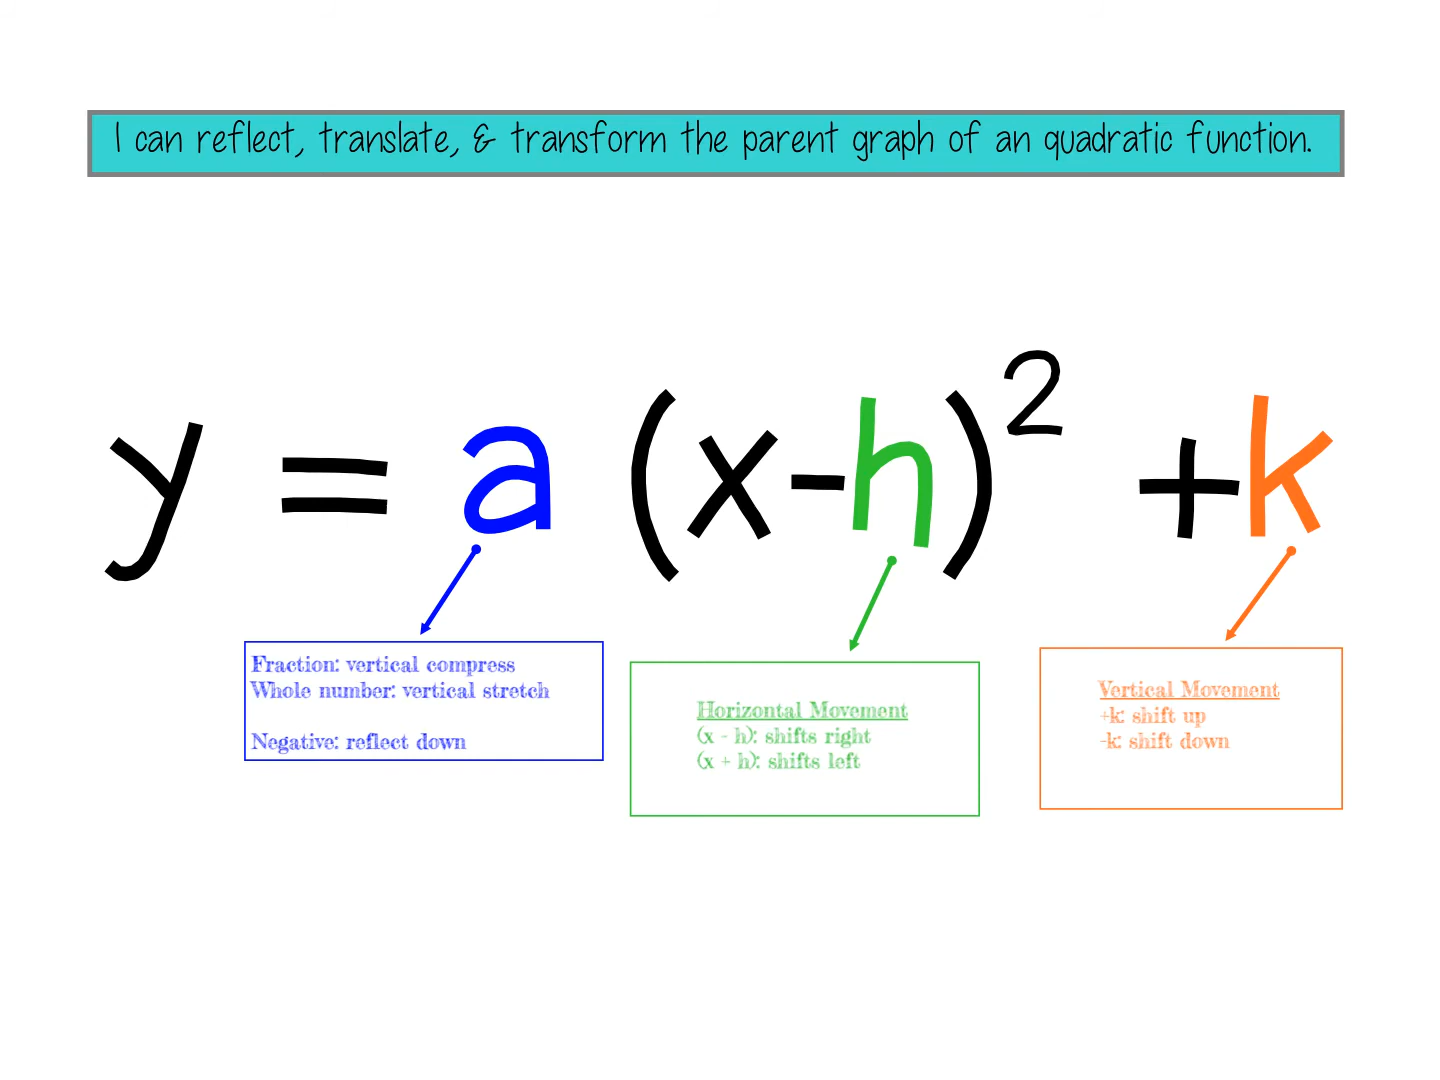 I can reflect, translate, & transform the parent graph of an quadratic function.
y = a (x-h)² +k
Fraction: vertical compress
Whole number: vertical stretch
Negative: reflect down
Horizontal Movement
(x - h): shifts right
(x + h): shifts left
Vertical Movement
+k: shift up
-k: shift down